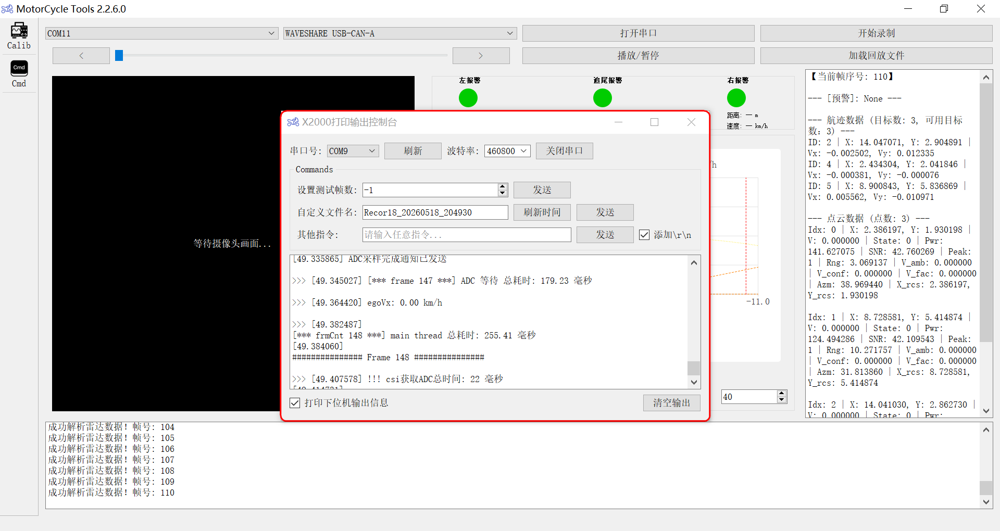 MotorCycle Tools 2.2.6.0
Calib
Cmd
Cmd
COM11
WAVESHARE USB-CAN-A
打开串口
开始录制
<
>
播放/暂停
加载回放文件
等待摄像头画面...
左报警
追尾报警
右报警
距离: — m
速度: — km/h
/h
-11.0
40
X2000打印输出控制台
串口号:
COM9
刷新
波特率:
460800
关闭串口
Commands
设置测试帧数:
-1
发送
自定义文件名:
Recor18_20260518_204930
刷新时间
发送
其他指令:
请输入任意指令...
发送
添加\r\n
[49.335865] ADC采样完成通知已发送
>>> [49.345027] [*** frame 147 ***] ADC 等待 总耗时: 179.23 毫秒
>>> [49.364420] egoVx: 0.00 km/h
>>> [49.382487]
[*** frmCnt 148 ***] main thread 总耗时: 255.41 毫秒
[49.384060]
############### Frame 148 ###############
>>> [49.407578] !!! csi获取ADC总时间: 22 毫秒
[49.414731]
打印下位机输出信息
清空输出
【当前帧序号: 110】
--- [预警]: None ---
--- 航迹数据 (目标数: 3, 可用目标
数: 3) ---
ID: 2 | X: 14.047071, Y: 2.904891 |
Vx: -0.002502, Vy: 0.012335
ID: 4 | X: 2.434304, Y: 2.041846 |
Vx: -0.000381, Vy: -0.000076
ID: 5 | X: 8.900843, Y: 5.836869 |
Vx: 0.005562, Vy: -0.010971
--- 点云数据 (点数: 3) ---
Idx: 0 | X: 2.386197, Y: 1.930198 |
V: 0.000000 | State: 0 | Pwr:
141.627075 | SNR: 42.760269 | Peak:
1 | Rng: 3.069137 | V_amb: 0.000000
| V_conf: 0.000000 | V_fac: 0.000000
| Azm: 38.969440 | X_rcs: 2.386197,
Y_rcs: 1.930198
Idx: 1 | X: 8.728581, Y: 5.414874 |
V: 0.000000 | State: 0 | Pwr:
124.494286 | SNR: 42.109543 | Peak:
1 | Rng: 10.271757 | V_amb: 0.000000
| V_conf: 0.000000 | V_fac: 0.000000
| Azm: 31.813860 | X_rcs: 8.728581,
Y_rcs: 5.414874
Idx: 2 | X: 14.041030, Y: 2.862730 |
V: 0.000000 | State: 0 | Pwr:
成功解析雷达数据! 帧号: 104
成功解析雷达数据! 帧号: 105
成功解析雷达数据! 帧号: 106
成功解析雷达数据! 帧号: 107
成功解析雷达数据! 帧号: 108
成功解析雷达数据! 帧号: 109
成功解析雷达数据! 帧号: 110